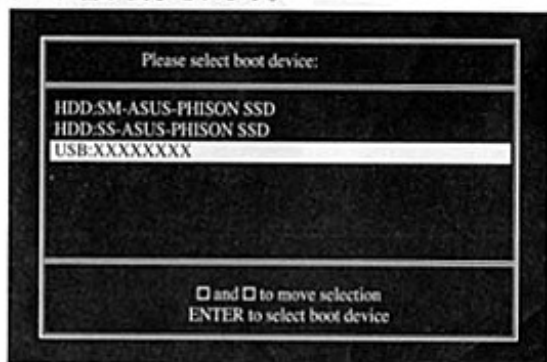 Please select boot device:
HDD:SM-ASUS-PHISON SSD
HDD:SS-ASUS-PHISON SSD
USB:XXXXXXXX
□ and □ to move selection
ENTER to select boot device